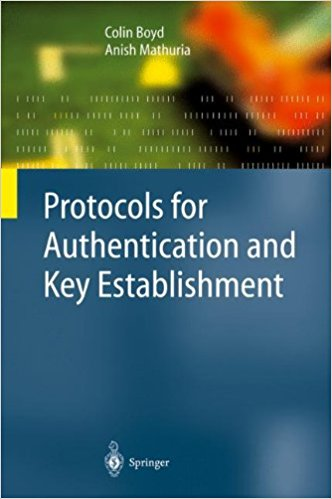 Colin Boyd
Anish Mathuria
Protocols for
Authentication and
Key Establishment
Springer